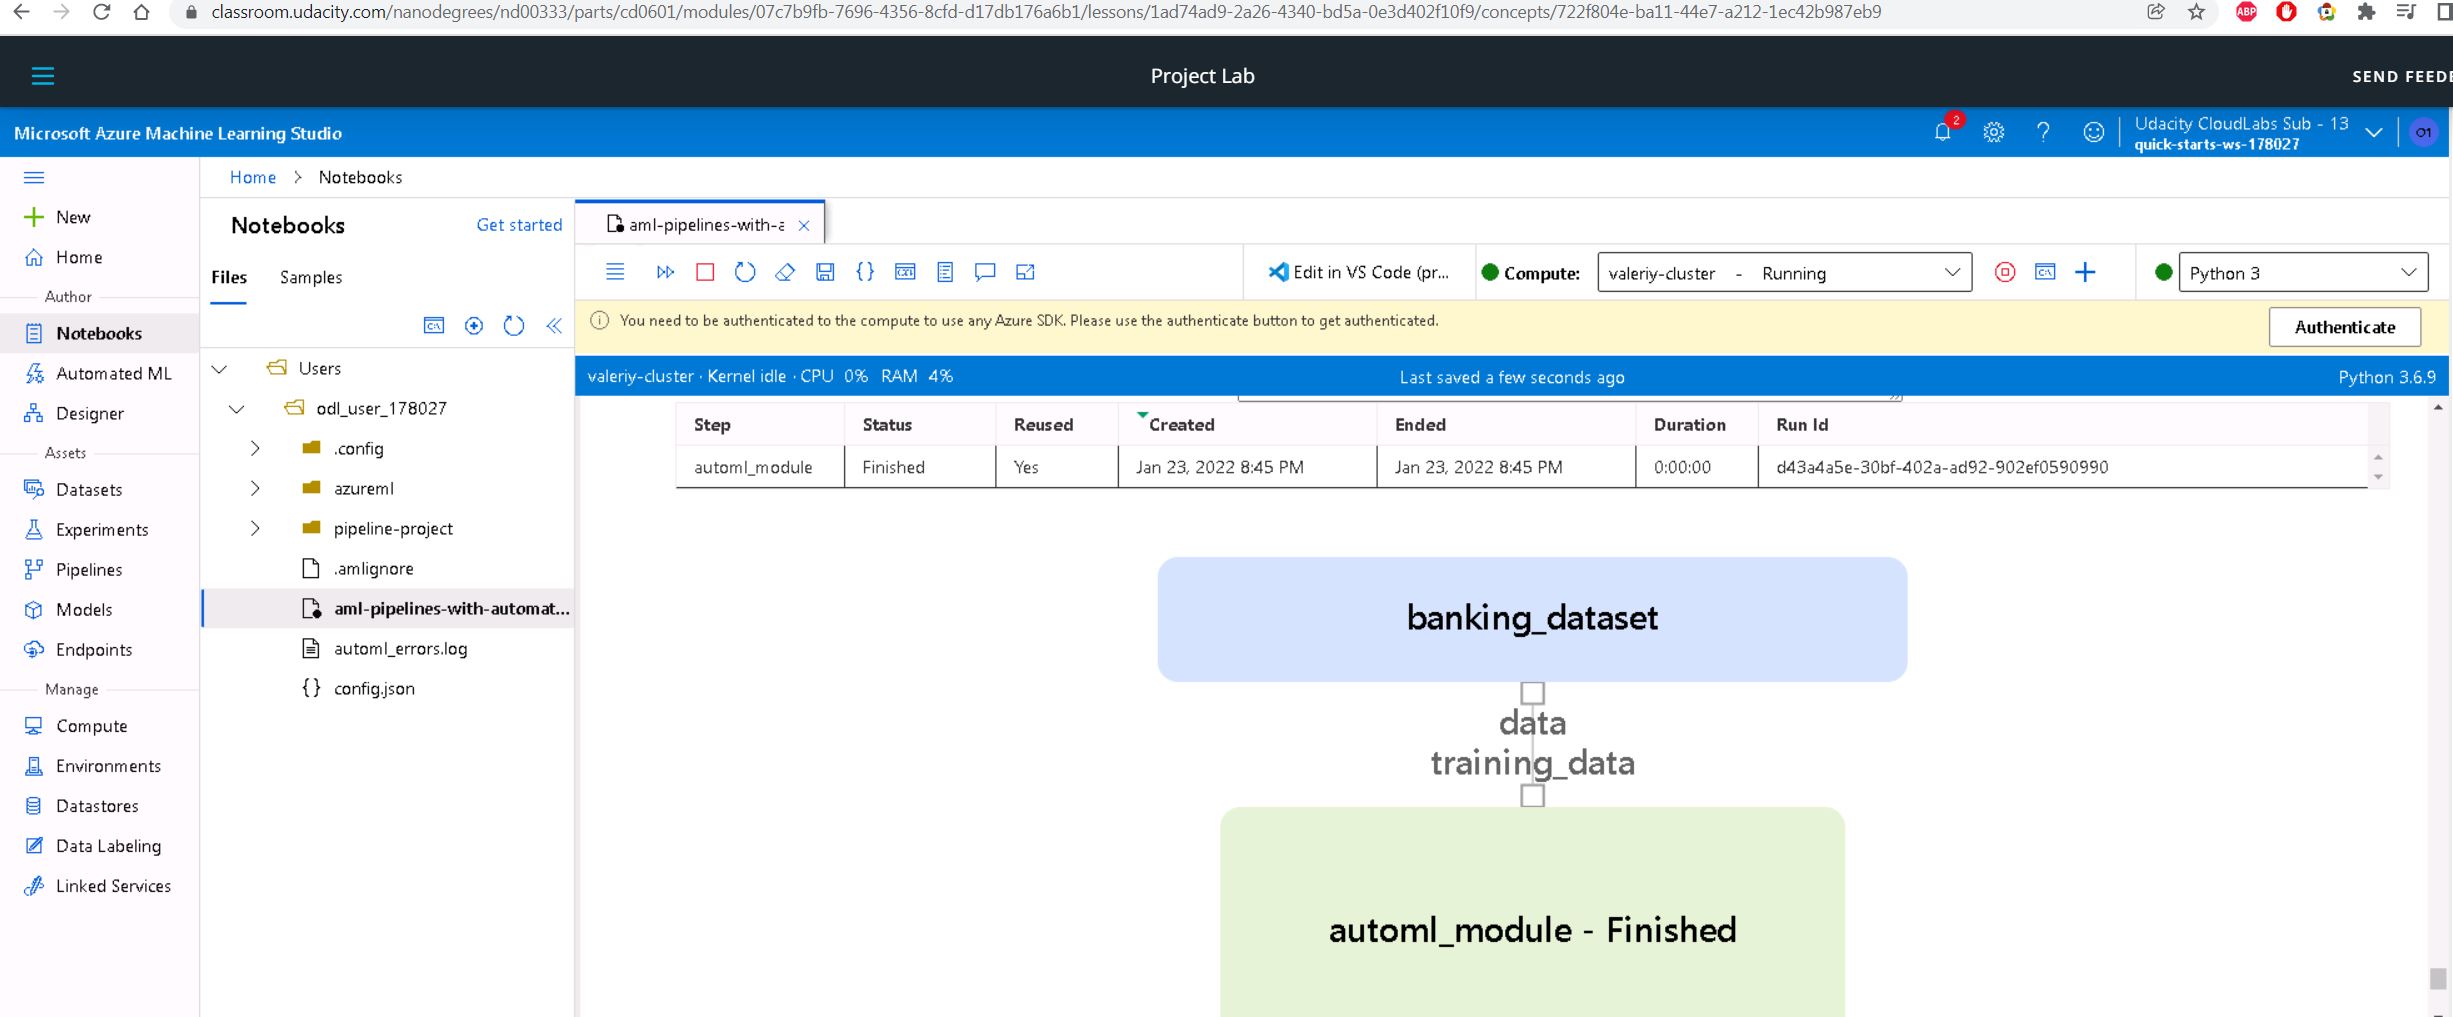 classroom.udacity.com/nanodegrees/nd00333/parts/cd0601/modules/07c7b9fb-7696-4356-8cfd-d17db176a6b1/lessons/1ad74ad9-2a26-4340-bd5a-0e3d402f10f9/concepts/722f804e-ba11-44e7-a212-1ec42b987eb9
ABP
Project Lab
SEND FEEDB
Microsoft Azure Machine Learning Studio
2
Udacity CloudLabs Sub - 13
quick-starts-ws-178027
O1
Home > Notebooks
New
Home
Author
Notebooks
Automated ML
Designer
Assets
Datasets
Experiments
Pipelines
Models
Endpoints
Manage
Compute
Environments
Datastores
Data Labeling
Linked Services
Notebooks
Get started
Files
Samples
Users
odl_user_178027
.config
azureml
pipeline-project
.amlignore
aml-pipelines-with-automat...
automl_errors.log
{} config.json
aml-pipelines-with-a
Edit in VS Code (pr...
Compute:
valeriy-cluster - Running
Python 3
You need to be authenticated to the compute to use any Azure SDK. Please use the authenticate button to get authenticated.
Authenticate
valeriy-cluster · Kernel idle · CPU 0% RAM 4%
Last saved a few seconds ago
Python 3.6.9
Step Status Reused Created Ended Duration Run Id
automl_module Finished Yes Jan 23, 2022 8:45 PM Jan 23, 2022 8:45 PM 0:00:00 d43a4a5e-30bf-402a-ad92-902ef0590990
banking_dataset
data
training_data
automl_module - Finished